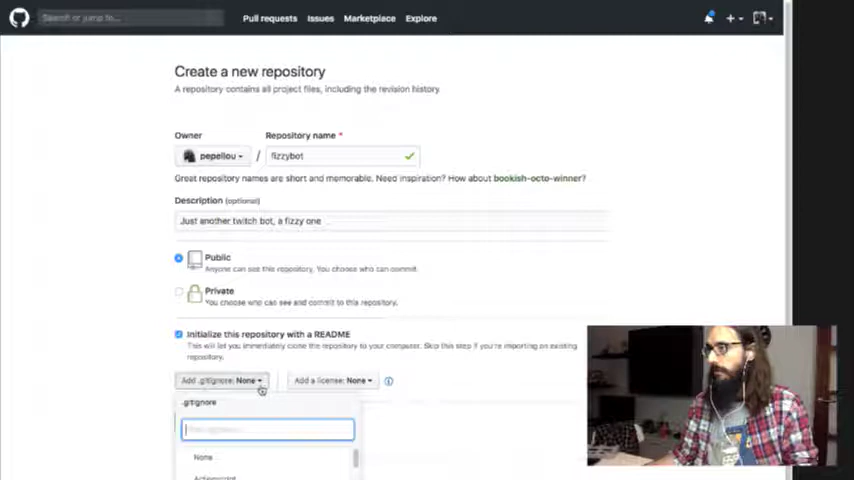 Search or jump to...
Pull requests Issues Marketplace Explore
Create a new repository
A repository contains all project files, including the revision history.
Owner Repository name *
pepellou / fizzybot
Great repository names are short and memorable. Need inspiration? How about bookish-octo-winner?
Description (optional)
Just another twitch bot, a fizzy one
Public
Anyone can see this repository. You choose who can commit.
Private
You choose who can see and commit to this repository.
Initialize this repository with a README
This will let you immediately clone the repository to your computer. Skip this step if you're importing an existing
repository.
Add .gitignore: None Add a license: None
.gitignore
None
Actionscript